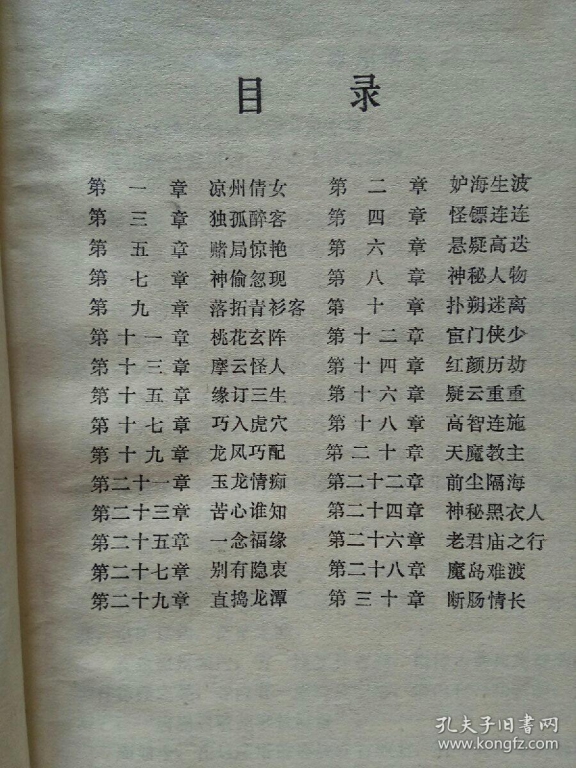 目 录
第一章 凉州倩女 第二章 妒海生波
第三章 独孤醉客 第四章 怪镖连连
第五章 赌局惊艳 第六章 悬疑高迭
第七章 神偷忽现 第八章 神秘人物
第九章 落拓青衫客 第十章 扑朔迷离
第十一章 桃花玄阵 第十二章 宦门侠少
第十三章 摩云怪人 第十四章 红颜历劫
第十五章 缘订三生 第十六章 疑云重重
第十七章 巧入虎穴 第十八章 高智连施
第十九章 龙风巧配 第二十章 天魔教主
第二十一章 玉龙情痴 第二十二章 前尘隔海
第二十三章 苦心谁知 第二十四章 神秘黑衣人
第二十五章 一念福缘 第二十六章 老君庙之行
第二十七章 别有隐衷 第二十八章 魔岛难渡
第二十九章 直捣龙潭 第三十章 断肠情长
孔夫子旧书网
www.kongfz.com